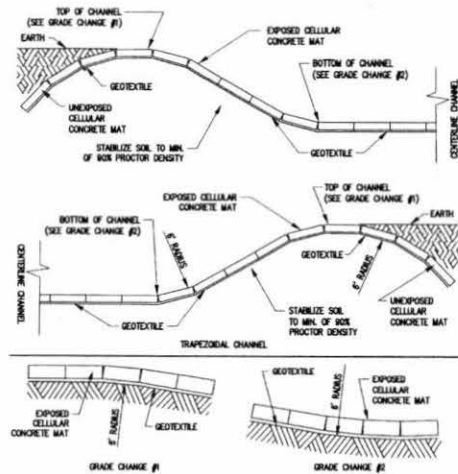 TOP OF CHANNEL
(SEE GRADE CHANGE #1)
EXPOSED CELLULAR
CONCRETE MAT
EARTH
BOTTOM OF CHANNEL
(SEE GRADE CHANGE #2)
GEOTEXTILE
UNEXPOSED
CELLULAR
CONCRETE MAT
GEOTEXTILE
STABILIZE SOIL TO MIN.
OF 90% PROCTOR DENSITY
CENTERLINE CHANNEL
EXPOSED CELLULAR
CONCRETE MAT
TOP OF CHANNEL
(SEE GRADE CHANGE #1)
BOTTOM OF CHANNEL
(SEE GRADE CHANGE #2)
EARTH
GEOTEXTILE
6' RADIUS
6' RADIUS
CENTERLINE CHANNEL
GEOTEXTILE
STABILIZE SOIL
TO MIN. OF 90%
PROCTOR DENSITY
UNEXPOSED
CELLULAR
CONCRETE MAT
TRAPEZOIDAL CHANNEL
EXPOSED
CELLULAR
CONCRETE MAT
6' RADIUS
GEOTEXTILE
GRADE CHANGE #1
GEOTEXTILE
6' RADIUS
EXPOSED
CELLULAR
CONCRETE MAT
GRADE CHANGE #2